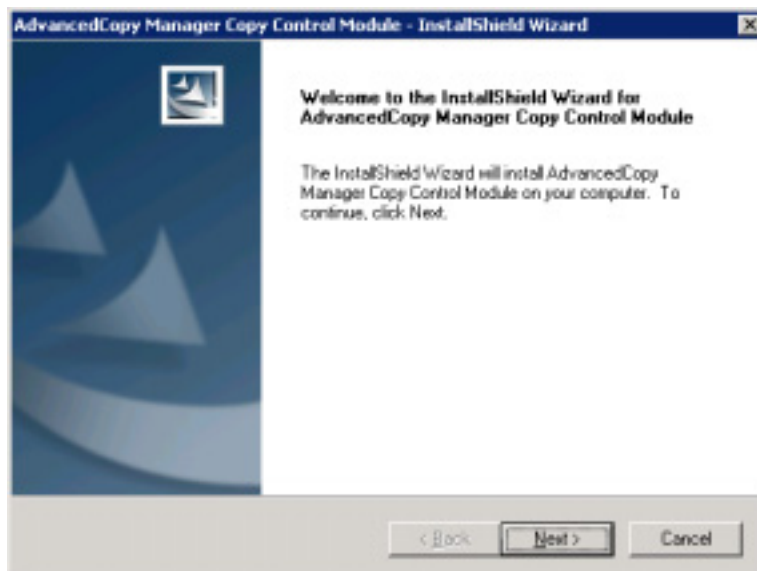 AdvancedCopy Manager Copy Control Module - InstallShield Wizard
Welcome to the InstallShield Wizard for
AdvancedCopy Manager Copy Control Module
The InstallShield Wizard will install AdvancedCopy
Manager Copy Control Module on your computer. To
continue, click Next.
< Back
Next >
Cancel